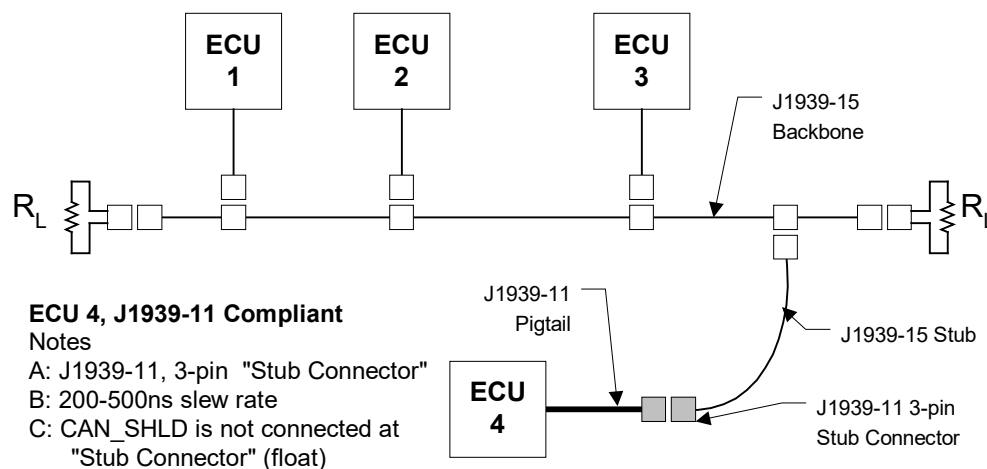 ECU
1
ECU
2
ECU
3
J1939-15
Backbone
RL
RL
J1939-11
Pigtail
J1939-15 Stub
ECU 4, J1939-11 Compliant
Notes
A: J1939-11, 3-pin "Stub Connector"
B: 200-500ns slew rate
C: CAN_SHLD is not connected at
"Stub Connector" (float)
ECU
4
J1939-11 3-pin
Stub Connector